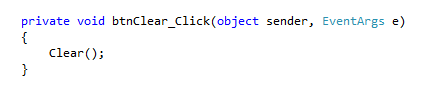 private void btnClear_Click(object sender, EventArgs e)
{
    Clear();
}